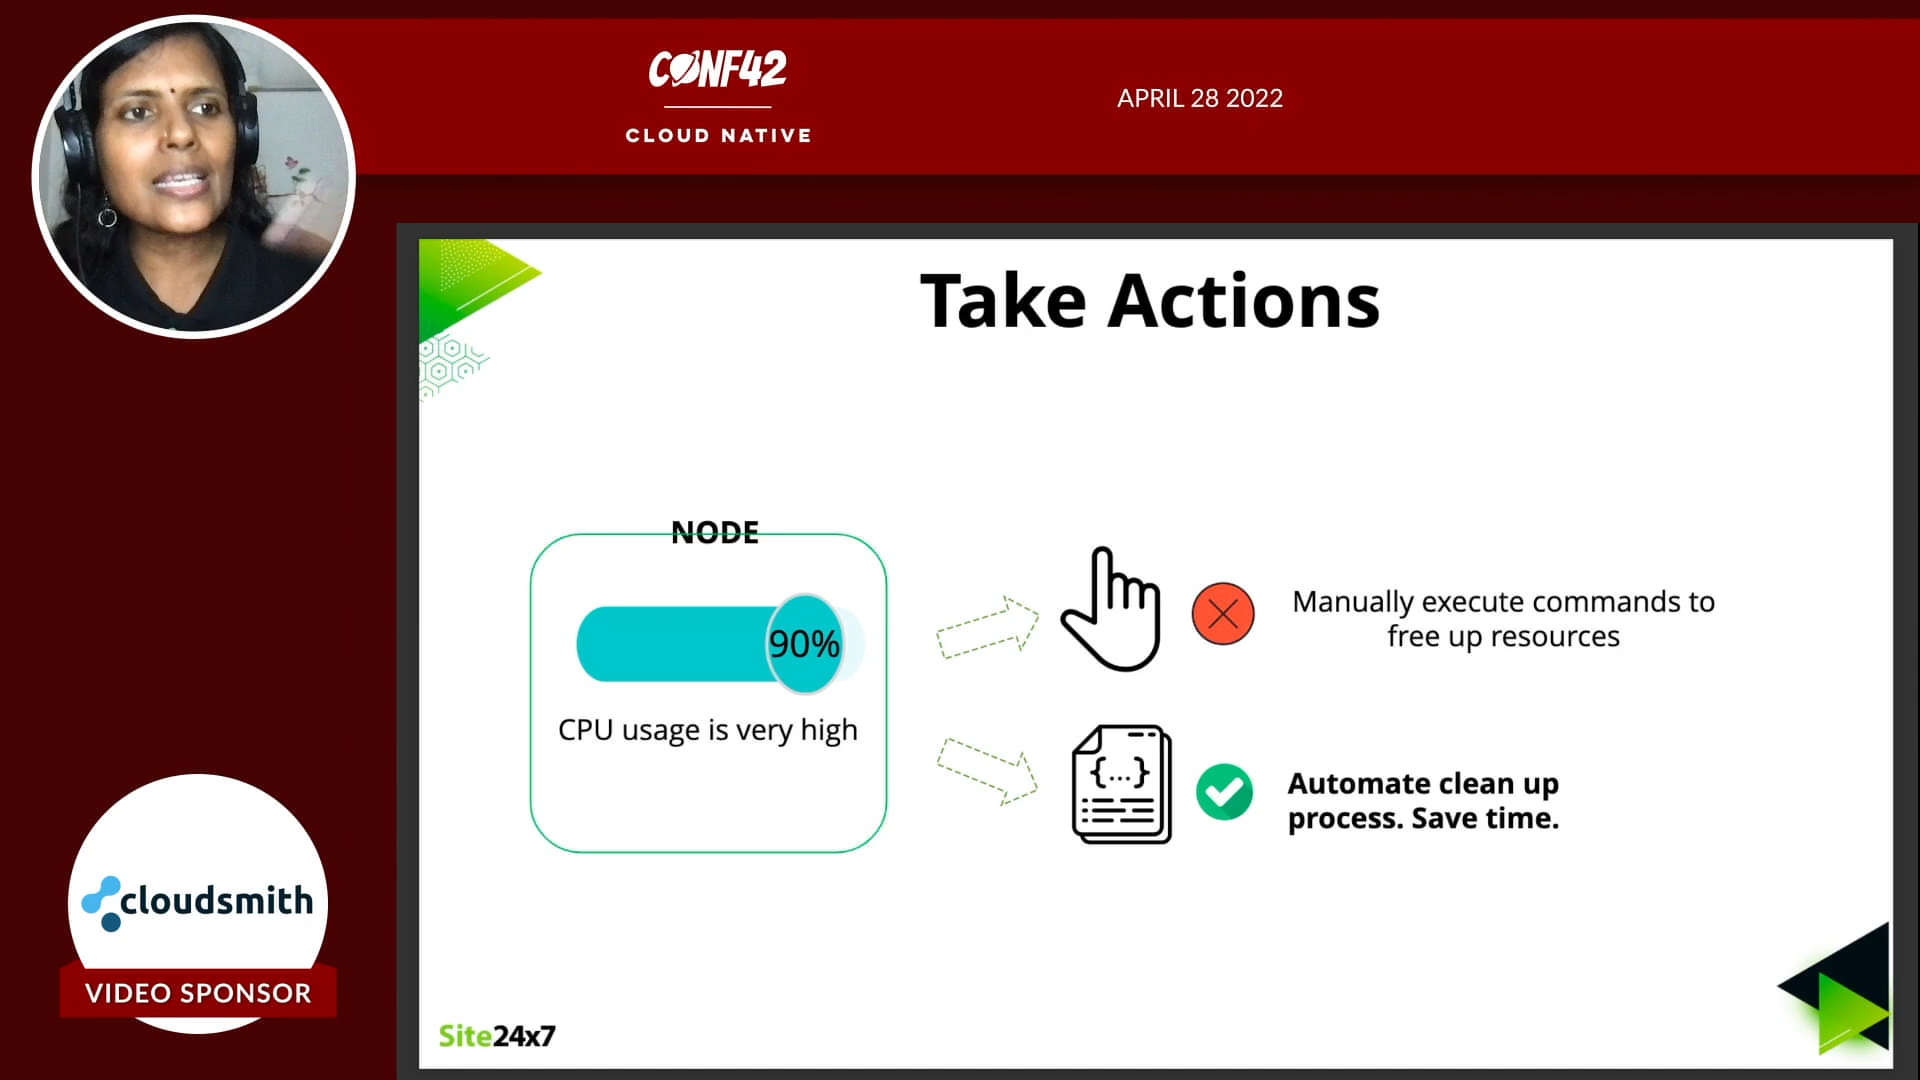 CONF42
CLOUD NATIVE
APRIL 28 2022
Take Actions
NODE
90%
CPU usage is very high
Manually execute commands to
free up resources
{...}
Automate clean up
process. Save time.
Site24x7
cloudsmith
VIDEO SPONSOR